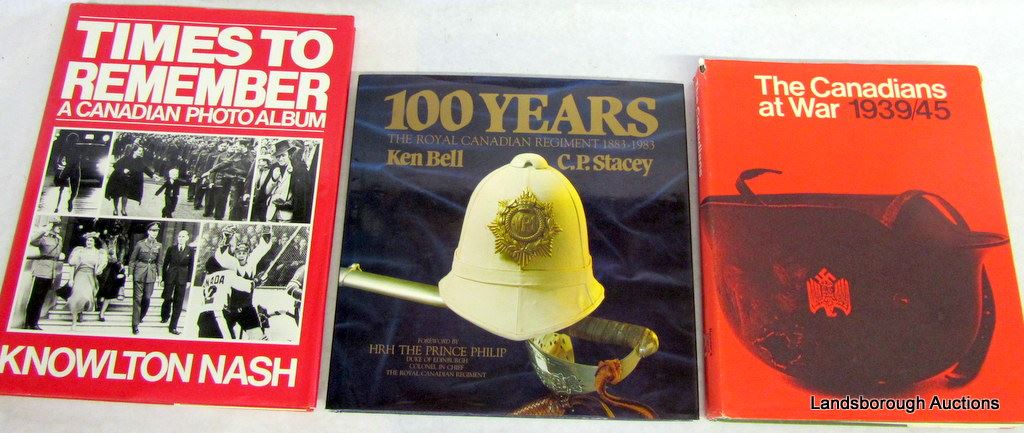 TIMES TO
REMEMBER
A CANADIAN PHOTO ALBUM
KNOWLTON NASH
100 YEARS
THE ROYAL CANADIAN REGIMENT 1883-1983
Ken Bell C.P. Stacey
FOREWORD BY
HRH THE PRINCE PHILIP
DUKE OF EDINBURGH
COLONEL IN CHIEF
THE ROYAL CANADIAN REGIMENT
The Canadians
at War 1939/45
Landsborough Auctions